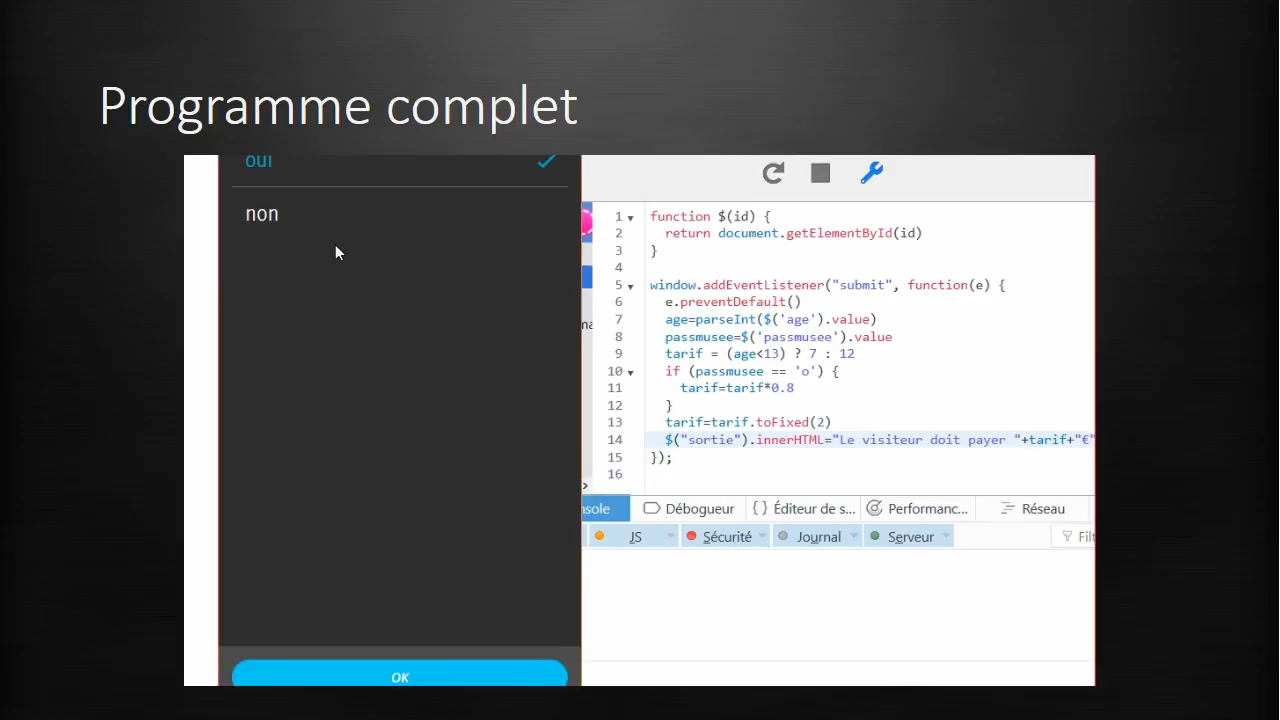 Programme complet
oui
non
OK
1 function $(id) {
2 return document.getElementById(id)
3 }
4
5 window.addEventListener("submit", function(e) {
6 e.preventDefault()
7 age=parseInt($('age').value)
8 passmusee=$('passmusee').value
9 tarif = (age<13) ? 7 : 12
10 if (passmusee == 'o') {
11 tarif=tarif*0.8
12 }
13 tarif=tarif.toFixed(2)
14 $("sortie").innerHTML="Le visiteur doit payer "+tarif+"€"
15 });
16
nsole Débogueur {} Éditeur de s... Performanc... Réseau
JS Sécurité Journal Serveur Filt